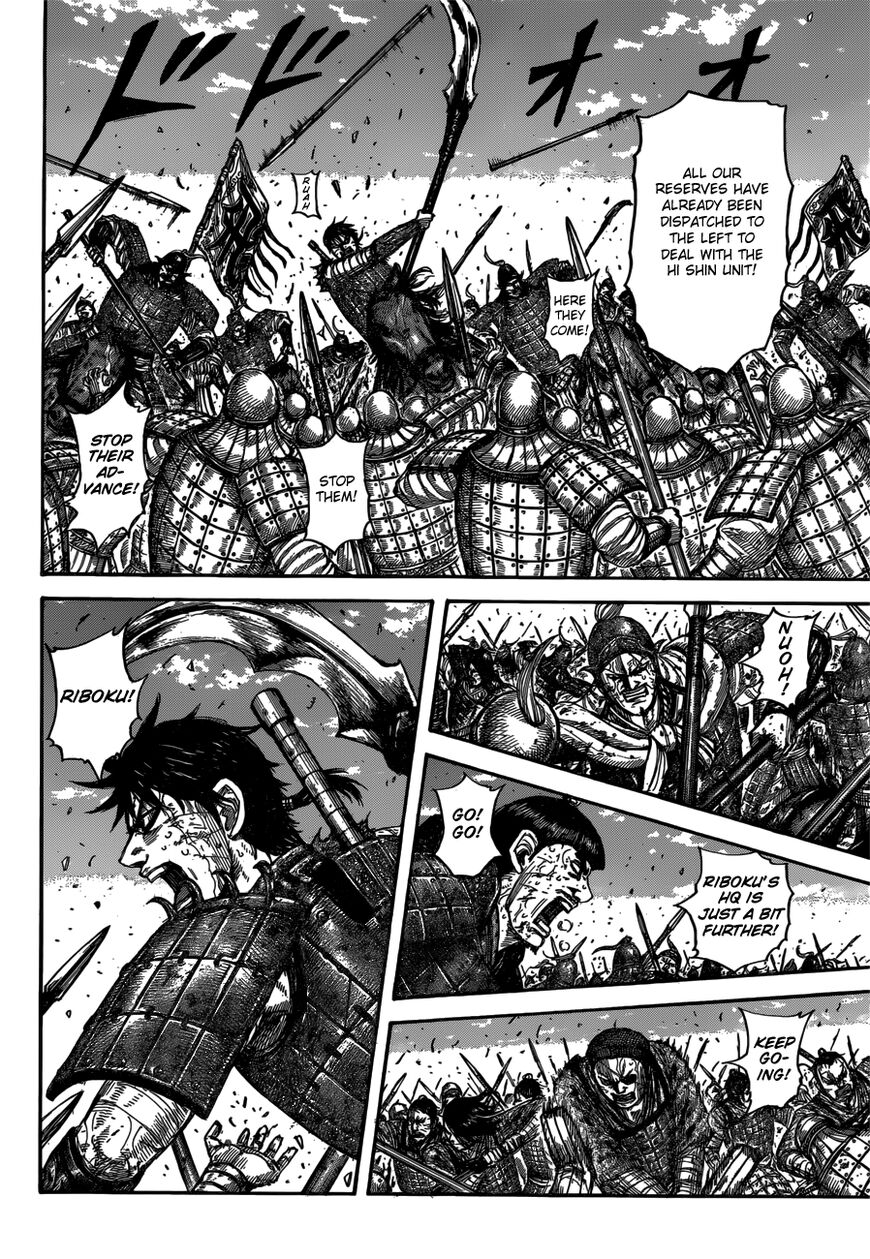 ドドオオ
ALL OUR
RESERVES HAVE
ALREADY BEEN
DISPATCHED TO
THE LEFT TO
DEAL WITH THE
HI SHIN UNIT!
RUAH
HERE
THEY
COME!
STOP
THEIR
AD-
VANCE!
STOP
THEM!
NUOH!
RIBOKU!
GO!
GO!
RIBOKU'S
HQ IS
JUST A BIT
FURTHER!
KEEP
GO-
ING!